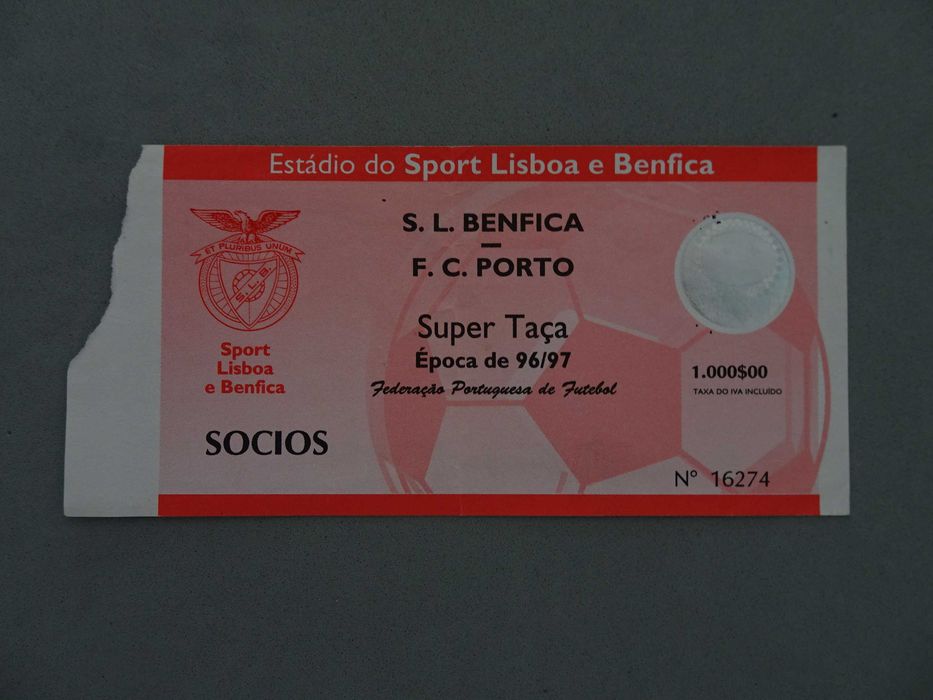 Estádio do Sport Lisboa e Benfica
ET PLURIBUS UNUM
S.L.B.
Sport
Lisboa
e Benfica
SOCIOS
S. L. BENFICA
–
F. C. PORTO
Super Taça
Época de 96/97
Federação Portuguesa de Futebol
1.000$00
TAXA DO IVA INCLUÍDO
Nº 16274